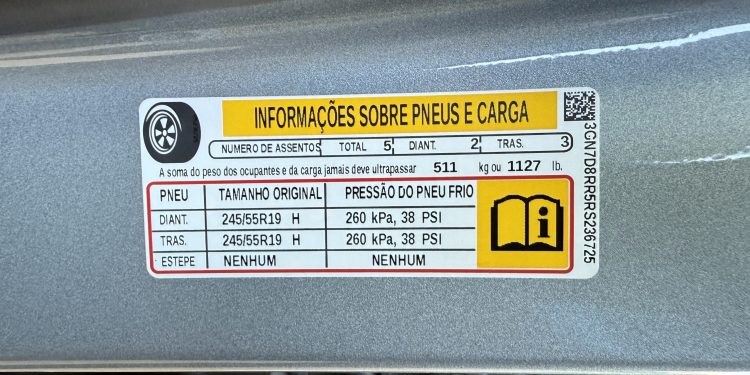 INFORMAÇÕES SOBRE PNEUS E CARGA
NUMERO DE ASSENTOS TOTAL 5 DIANT. 2 TRAS. 3
A soma do peso dos ocupantes e da carga jamais deve ultrapassar 511 kg ou 1127 lb.
PNEU TAMANHO ORIGINAL PRESSÃO DO PNEU FRIO
DIANT. 245/55R19 H 260 kPa, 38 PSI
TRAS. 245/55R19 H 260 kPa, 38 PSI
ESTEPE NENHUM NENHUM
3GN7D8RR5RS236725